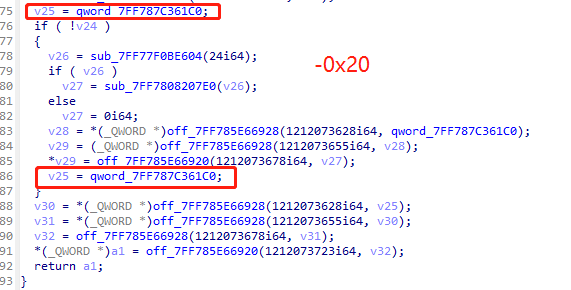 75 v25 = qword_7FF787C361C0;
76 if ( !v24 )
77 {
78 v26 = sub_7FF77F0BE604(24i64);
79 if ( v26 )
80 v27 = sub_7FF7808207E0(v26);
81 else
82 v27 = 0i64;
83 v28 = *(_QWORD *)off_7FF785E66928(1212073628i64, qword_7FF787C361C0);
84 v29 = (_QWORD *)off_7FF785E66928(1212073655i64, v28);
85 *v29 = off_7FF785E66920(1212073678i64, v27);
86 v25 = qword_7FF787C361C0;
87 }
88 v30 = *(_QWORD *)off_7FF785E66928(1212073628i64, v25);
89 v31 = *(_QWORD *)off_7FF785E66928(1212073655i64, v30);
90 v32 = off_7FF785E66928(1212073678i64, v31);
91 *(_QWORD *)a1 = off_7FF785E66920(1212073723i64, v32);
92 return a1;
93 }
-0x20